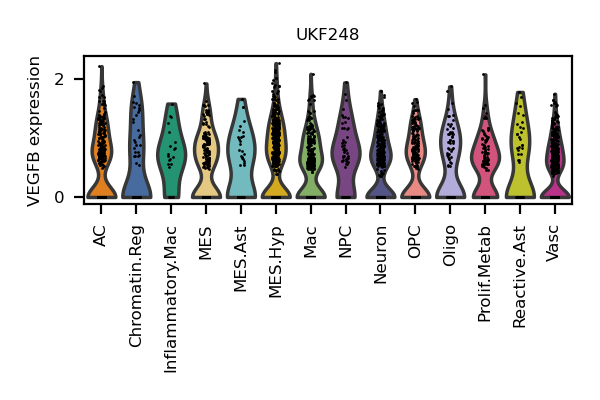 UKF248
VEGFB expression
2
0
AC
Chromatin.Reg
Inflammatory.Mac
MES
MES.Ast
MES.Hyp
Mac
NPC
Neuron
OPC
Oligo
Prolif.Metab
Reactive.Ast
Vasc